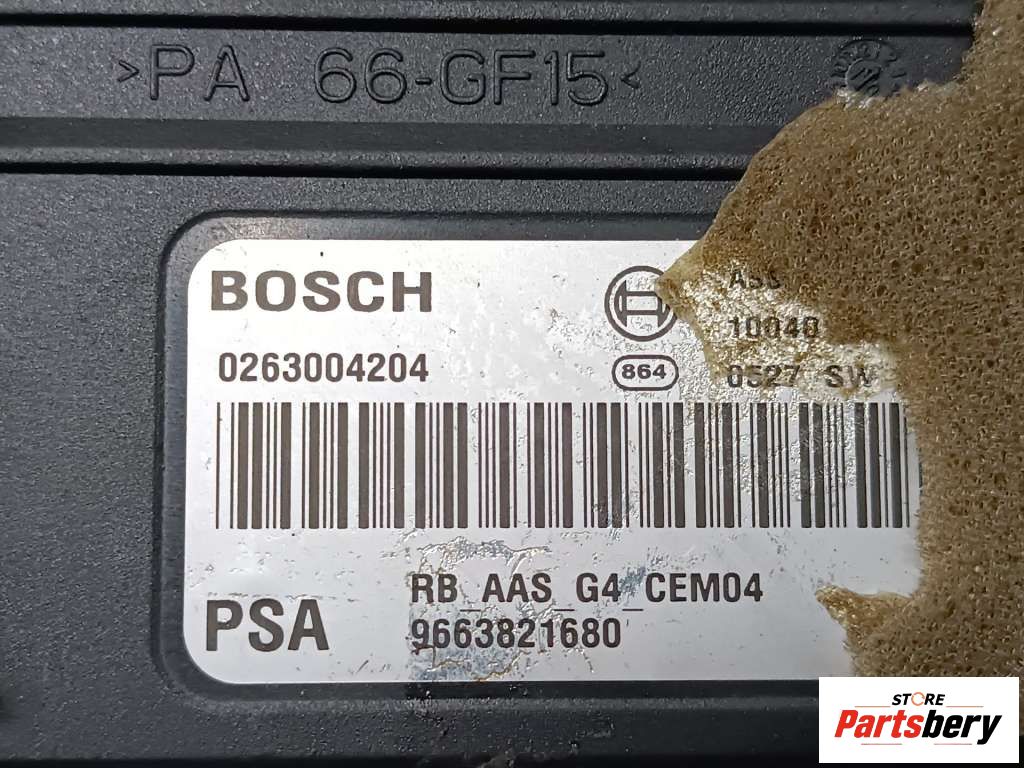 >PA 66-GF15<
BOSCH
0263004204
10040
864
0527 SW
RB_AAS_G4_CEM04
PSA
9663821680
STORE
Partsbery